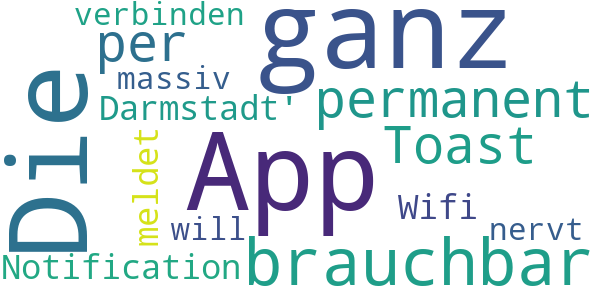 verbinden
ganz
per
Die
massiv
permanent
Darmstadt'
Toast
App
meldet
Wifi
will
nervt
brauchbar
Notification